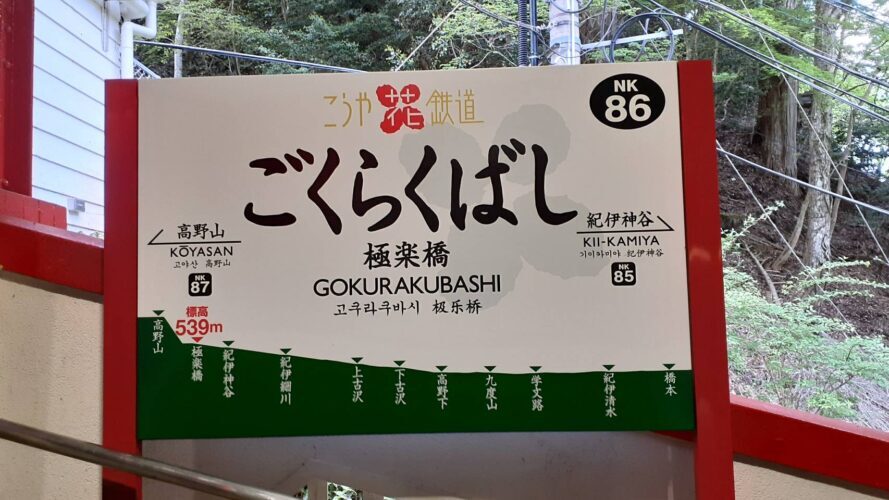 こうや花鉄道
NK
86
ごくらくばし
極楽橋
GOKURAKUBASHI
고쿠라쿠바시 极乐桥
高野山
KŌYASAN
고야산 高野山
NK
87
紀伊神谷
KII-KAMIYA
기이카미야 纪伊神谷
NK
85
標高
539m
高野山
極楽橋
紀伊神谷
紀伊細川
上古沢
下古沢
高野下
九度山
学文路
紀伊清水
橋本